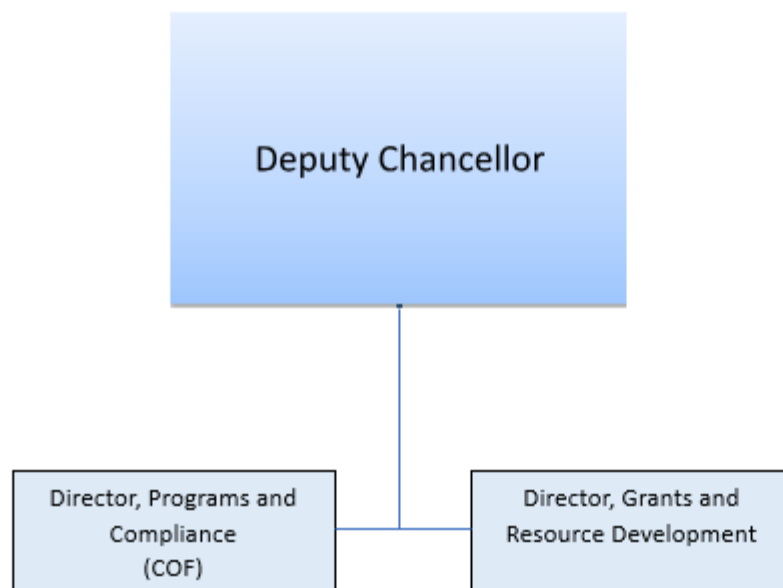 Deputy Chancellor
Director, Programs and
Compliance
(COF)
Director, Grants and
Resource Development